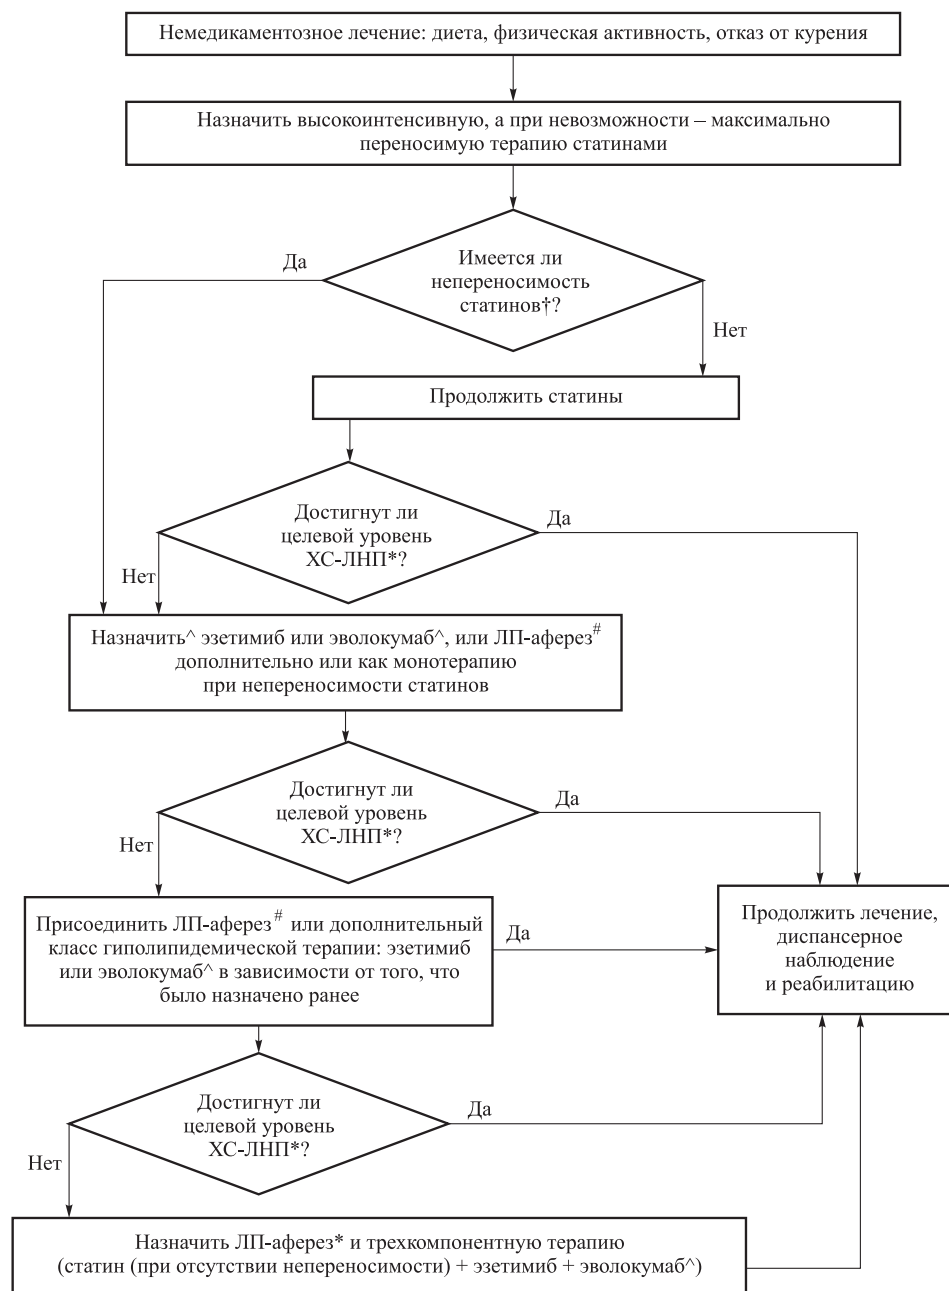 Немедикаментозное лечение: диета, физическая активность, отказ от курения
Назначить высокоинтенсивную, а при невозможности – максимально
переносимую терапию статинами
Имеется ли
непереносимость
статинов†?
Да
Нет
Продолжить статины
Достигнут ли
целевой уровень
ХС-ЛНП*?
Да
Нет
Назначить^ эзетимиб или эволокумаб^, или ЛП-аферез#
дополнительно или как монотерапию
при непереносимости статинов
Достигнут ли
целевой уровень
ХС-ЛНП*?
Да
Нет
Присоединить ЛП-аферез# или дополнительный
класс гиполипидемической терапии: эзетимиб
или эволокумаб^ в зависимости от того, что
было назначено ранее
Да
Продолжить лечение,
диспансерное
наблюдение
и реабилитацию
Достигнут ли
целевой уровень
ХС-ЛНП*?
Да
Нет
Назначить ЛП-аферез* и трехкомпонентную терапию
(статин (при отсутствии непереносимости) + эзетимиб + эволокумаб^)